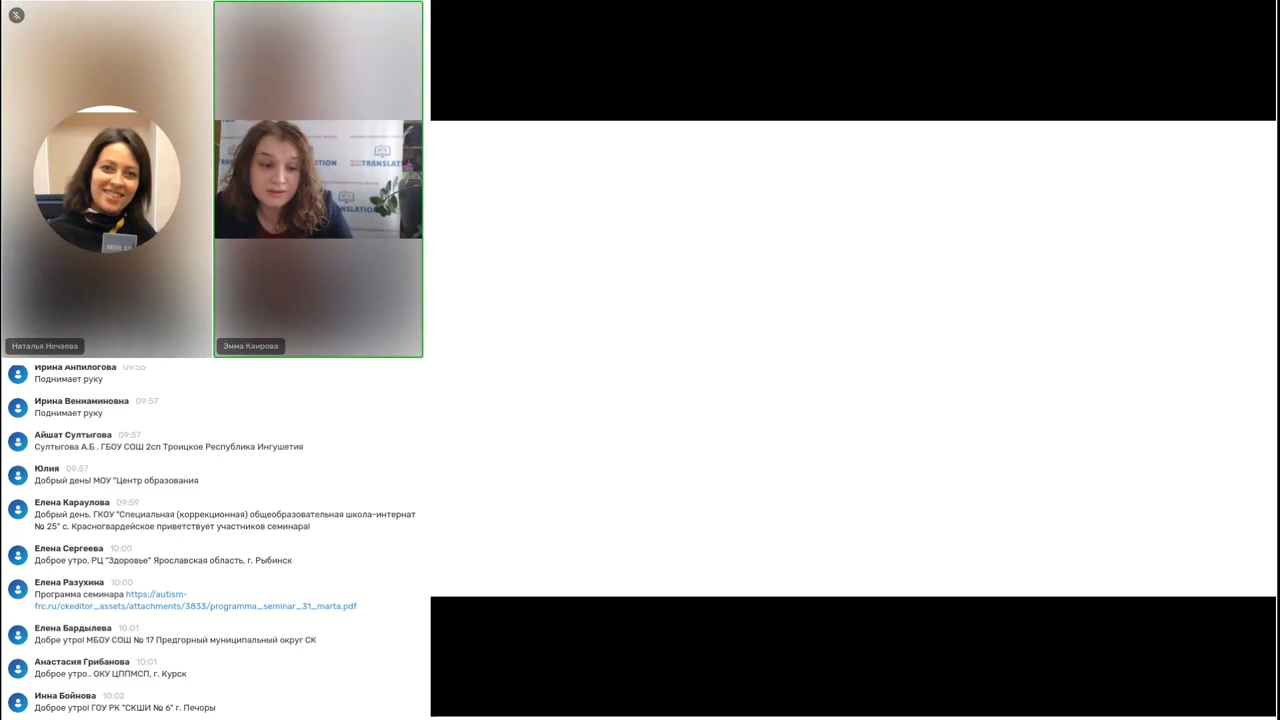 TRANSLATION
Наталья Нечаева
Эмма Каирова
Ирина Анпилогова 09:55
Поднимает руку
Ирина Вениаминовна 09:57
Поднимает руку
Айшат Султыгова 09:57
Султыгова А.Б . ГБОУ СОШ 2сп Троицкое Республика Ингушетия
Юлия 09:57
Добрый день! МОУ "Центр образования
Елена Караулова 09:59
Добрый день. ГКОУ "Специальная (коррекционная) общеобразовательная школа-интернат
№ 25" с. Красногвардейское приветствует участников семинара!
Елена Сергеева 10:00
Доброе утро, РЦ "Здоровье" Ярославская область, г. Рыбинск
Елена Разухина 10:00
Программа семинара https://autism-
frc.ru/ckeditor_assets/attachments/3833/programma_seminar_31_marta.pdf
Елена Бардылева 10:01
Добре утро! МБОУ СОШ № 17 Предгорный муниципальный округ СК
Анастасия Грибанова 10:01
Доброе утро.. ОКУ ЦППМСП, г. Курск
Инна Бойнова 10:02
Доброе утро! ГОУ РК "СКШИ № 6" г. Печоры